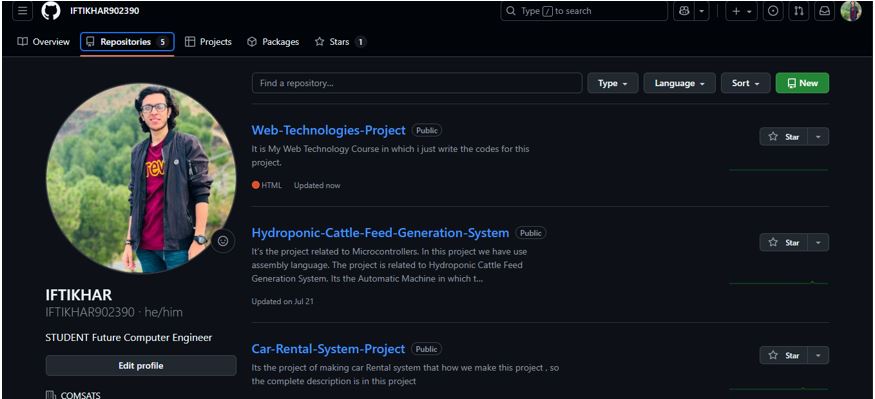 IFTIKHAR902390
Type / to search
Overview
Repositories 5
Projects
Packages
Stars 1
Find a repository...
Type
Language
Sort
New
Web-Technologies-Project Public
Star
It is My Web Technology Course in which i just write the codes for this
project.
HTML Updated now
Hydroponic-Cattle-Feed-Generation-System Public
Star
It's the project related to Microcontrollers. In this project we have use
assembly language. The project is related to Hydroponic Cattle Feed
Generation System. Its the Automatic Machine in which t...
Updated on Jul 21
Car-Rental-System-Project Public
Star
Its the project of making car Rental system that how we make this project , so
the complete description is in this project
IFTIKHAR
IFTIKHAR902390 · he/him
STUDENT Future Computer Engineer
Edit profile
COMSATS